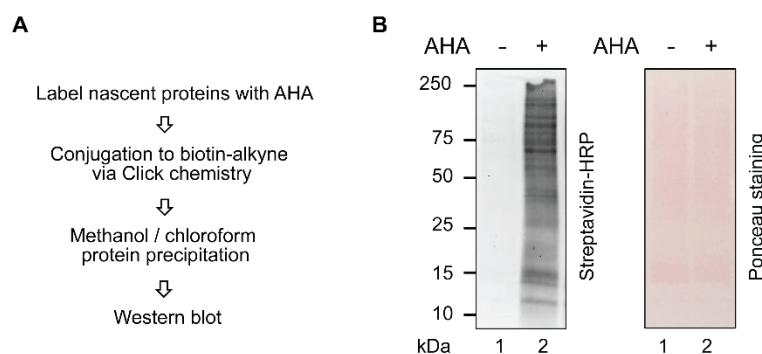 A
Label nascent proteins with AHA
Conjugation to biotin-alkyne
via Click chemistry
Methanol / chloroform
protein precipitation
Western blot
B
AHA - +
250
75
50
25
15
10
kDa 1 2
Streptavidin-HRP
AHA - +
1 2
Ponceau staining